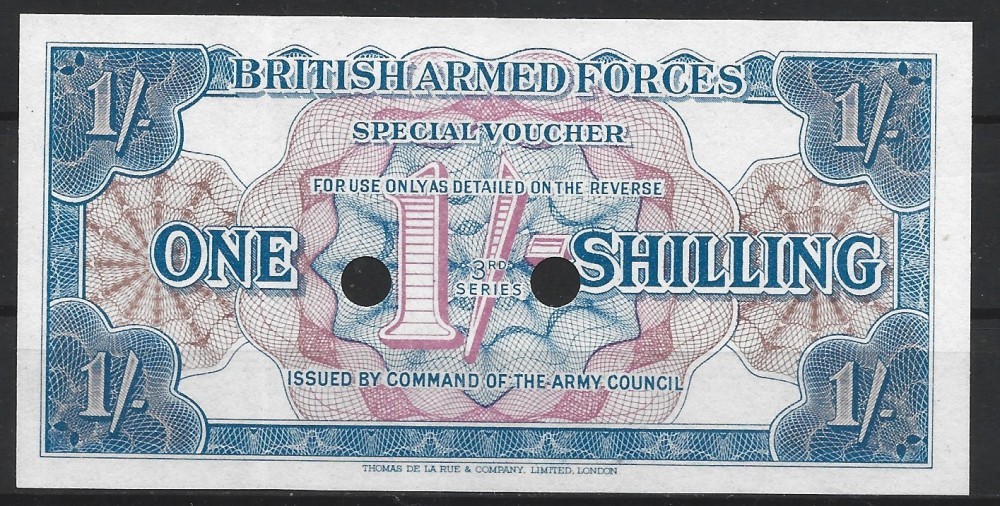 BRITISH ARMED FORCES
1/- 1/-
SPECIAL VOUCHER
FOR USE ONLY AS DETAILED ON THE REVERSE
ONE 1/- SHILLING
3RD
SERIES
1/- 1/-
ISSUED BY COMMAND OF THE ARMY COUNCIL
THOMAS DE LA RUE & COMPANY, LIMITED, LONDON